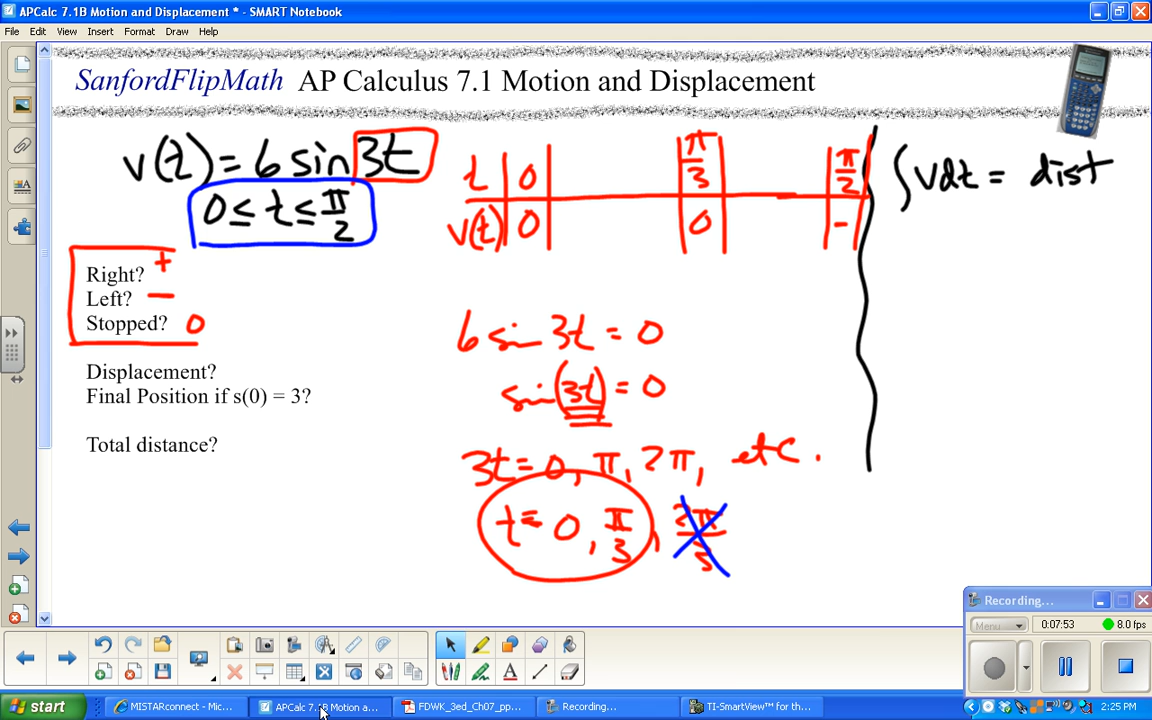 APCalc 7.1B Motion and Displacement * - SMART Notebook
File Edit View Insert Format Draw Help
SanfordFlipMath AP Calculus 7.1 Motion and Displacement
v(t) = 6 sin 3t
0 ≤ t ≤ π/2
t 0 π/3 π/2
v(t) 0 0 -
∫ v dt = dist
Right? +
Left? —
Stopped? 0
Displacement?
Final Position if s(0) = 3?
Total distance?
6 sin 3t = 0
sin(3t) = 0
3t = 0, π, 2π, etc.
t = 0, π/3, 2π/3
Recording...
Menu
0:07:53
8.0 fps
start
MISTARconnect - Mic...
APCalc 7.1B Motion a...
FDWK_3ed_Ch07_pp...
Recording...
TI-SmartView™ for th...
2:25 PM